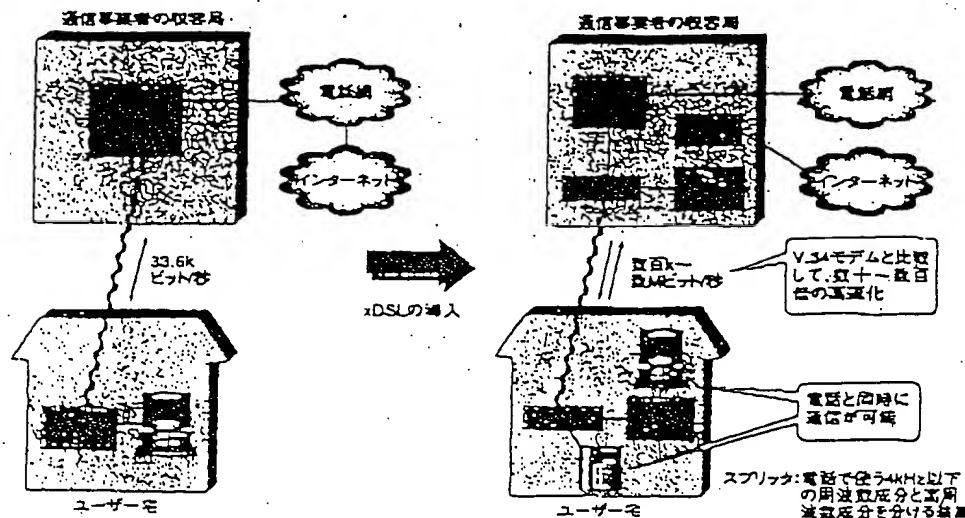 通信事業者の収容局
電話網
インターネット
33.6k
ビット/秒
ユーザー宅
xDSLの導入
通信事業者の収容局
電話網
インターネット
数百k〜
数Mビット/秒
V.34モデムと比較
して、数十〜数百
倍の高速化
電話と同時に
通信が可能
ユーザー宅
スプリッタ:電話で使う4kHz以下
の周波数成分と高周
波数成分を分ける装置